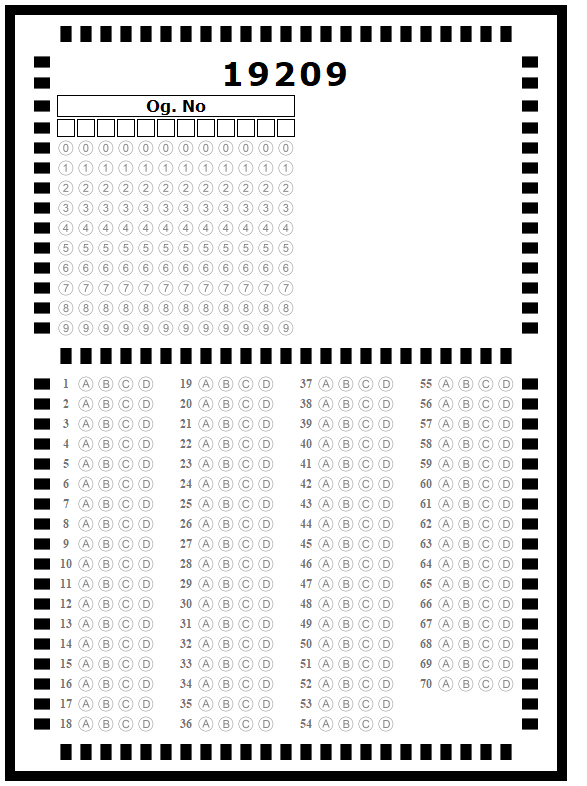 19209
Og. No
0 0 0 0 0 0 0 0 0 0 0 0
1 1 1 1 1 1 1 1 1 1 1 1
2 2 2 2 2 2 2 2 2 2 2 2
3 3 3 3 3 3 3 3 3 3 3 3
4 4 4 4 4 4 4 4 4 4 4 4
5 5 5 5 5 5 5 5 5 5 5 5
6 6 6 6 6 6 6 6 6 6 6 6
7 7 7 7 7 7 7 7 7 7 7 7
8 8 8 8 8 8 8 8 8 8 8 8
9 9 9 9 9 9 9 9 9 9 9 9
1 A B C D 19 A B C D 37 A B C D 55 A B C D
2 A B C D 20 A B C D 38 A B C D 56 A B C D
3 A B C D 21 A B C D 39 A B C D 57 A B C D
4 A B C D 22 A B C D 40 A B C D 58 A B C D
5 A B C D 23 A B C D 41 A B C D 59 A B C D
6 A B C D 24 A B C D 42 A B C D 60 A B C D
7 A B C D 25 A B C D 43 A B C D 61 A B C D
8 A B C D 26 A B C D 44 A B C D 62 A B C D
9 A B C D 27 A B C D 45 A B C D 63 A B C D
10 A B C D 28 A B C D 46 A B C D 64 A B C D
11 A B C D 29 A B C D 47 A B C D 65 A B C D
12 A B C D 30 A B C D 48 A B C D 66 A B C D
13 A B C D 31 A B C D 49 A B C D 67 A B C D
14 A B C D 32 A B C D 50 A B C D 68 A B C D
15 A B C D 33 A B C D 51 A B C D 69 A B C D
16 A B C D 34 A B C D 52 A B C D 70 A B C D
17 A B C D 35 A B C D 53 A B C D
18 A B C D 36 A B C D 54 A B C D